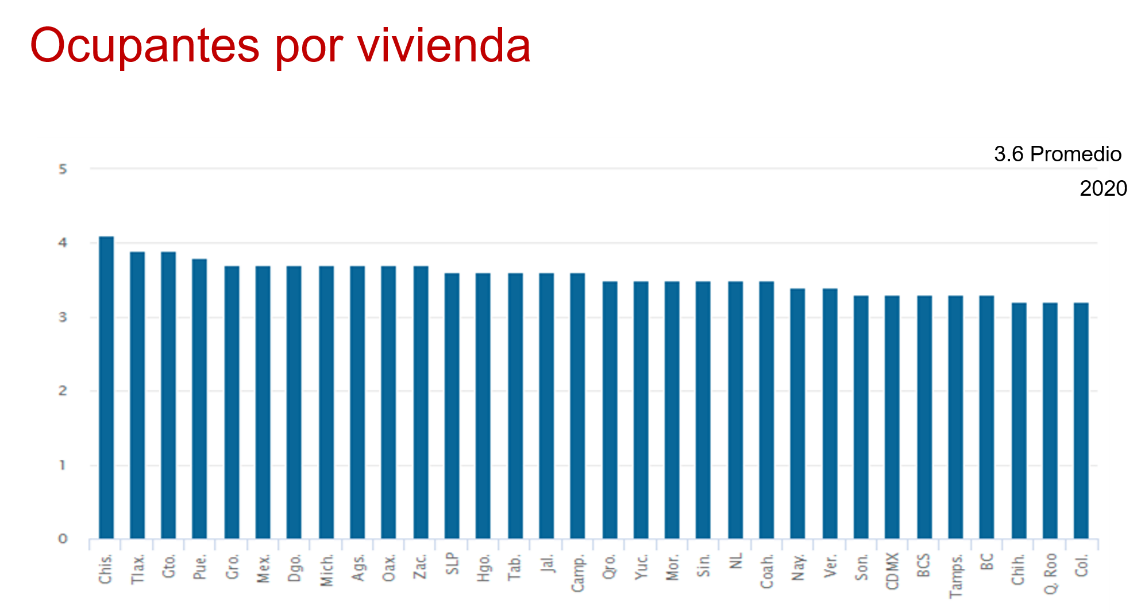 Ocupantes por vivienda
3.6 Promedio
2020
5
4
3
2
1
0
Chis.
Tlax.
Gto.
Pue.
Gro.
Mex.
Dgo.
Mich.
Ags.
Oax.
Zac.
SLP
Hgo.
Tab.
Jal.
Camp.
Qro.
Yuc.
Mor.
Sin.
NL
Coah.
Nay.
Ver.
Son.
CDMX
BCS
Tamps.
BC
Chih.
Q. Roo
Col.